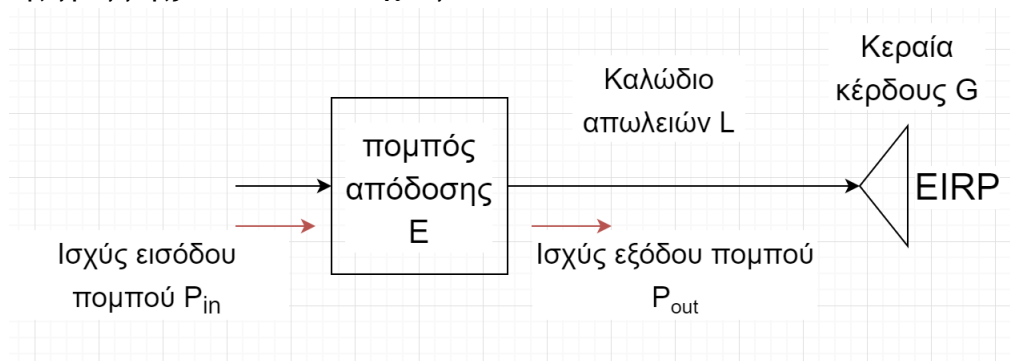 Κεραία
κέρδους G
Καλώδιο
απωλειών L
πομπός
απόδοσης
E
EIRP
Ισχύς εισόδου
πομπού Pin
Ισχύς εξόδου πομπού
Pout